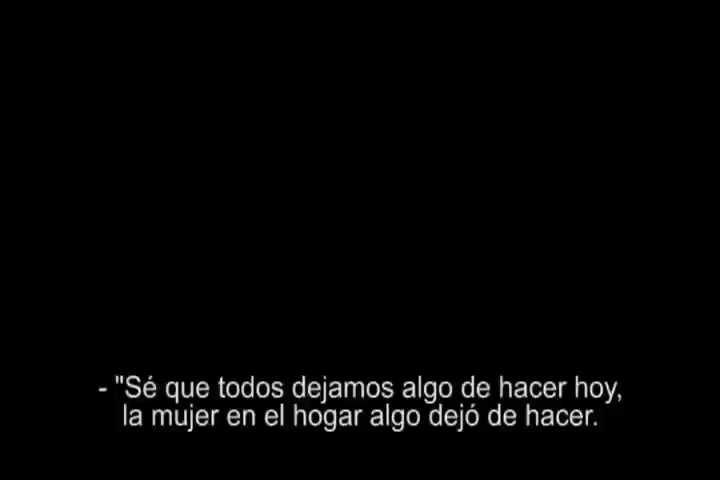 - "Sé que todos dejamos algo de hacer hoy,
la mujer en el hogar algo dejó de hacer.